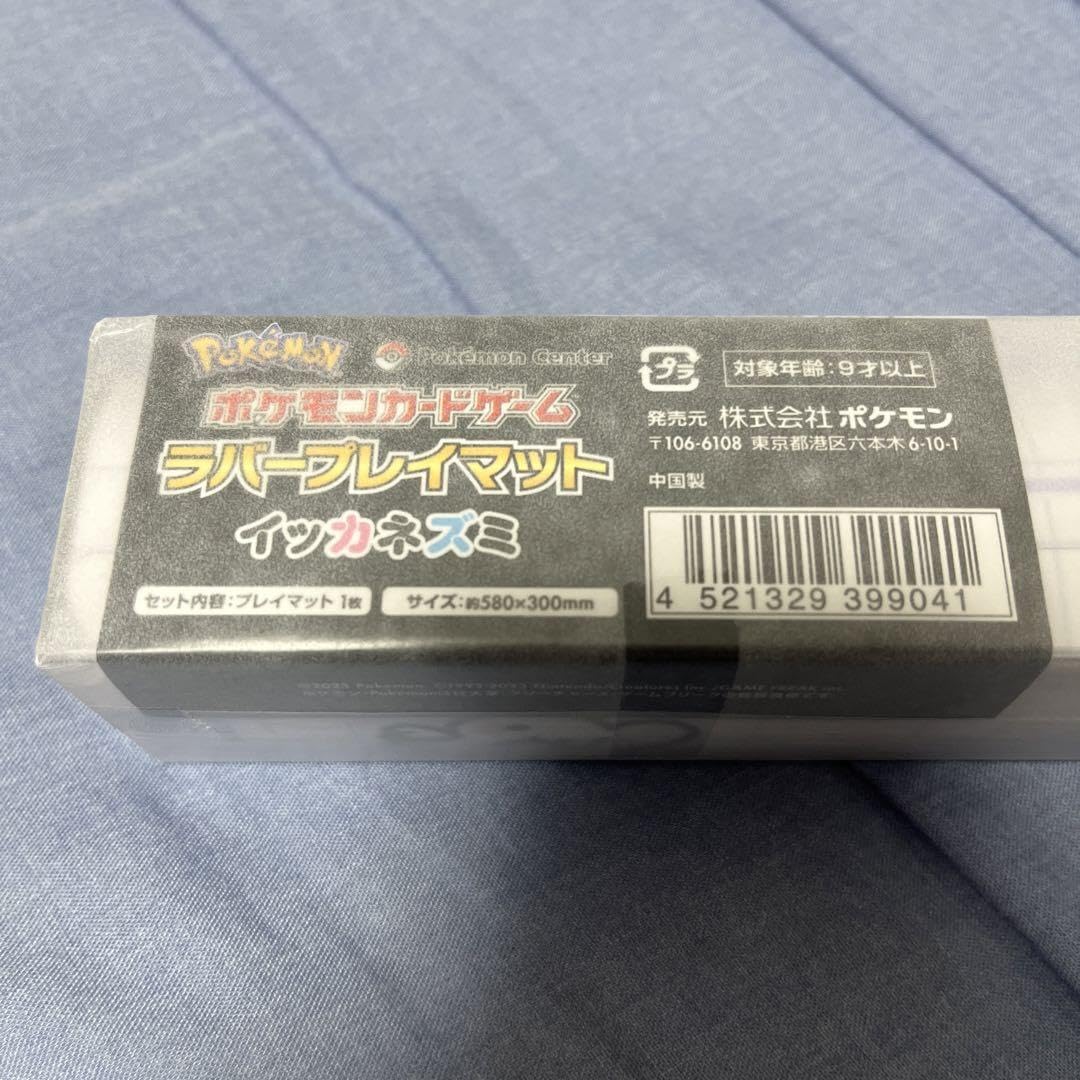 Pokémon
Pokémon Center
ポケモンカードゲーム
ラバープレイマット
イッカネズミ
セット内容:プレイマット 1枚
サイズ:約580×300mm
プラ
対象年齢:9才以上
発売元 株式会社 ポケモン
〒106-6108 東京都港区六本木6-10-1
中国製
4 521329 399041